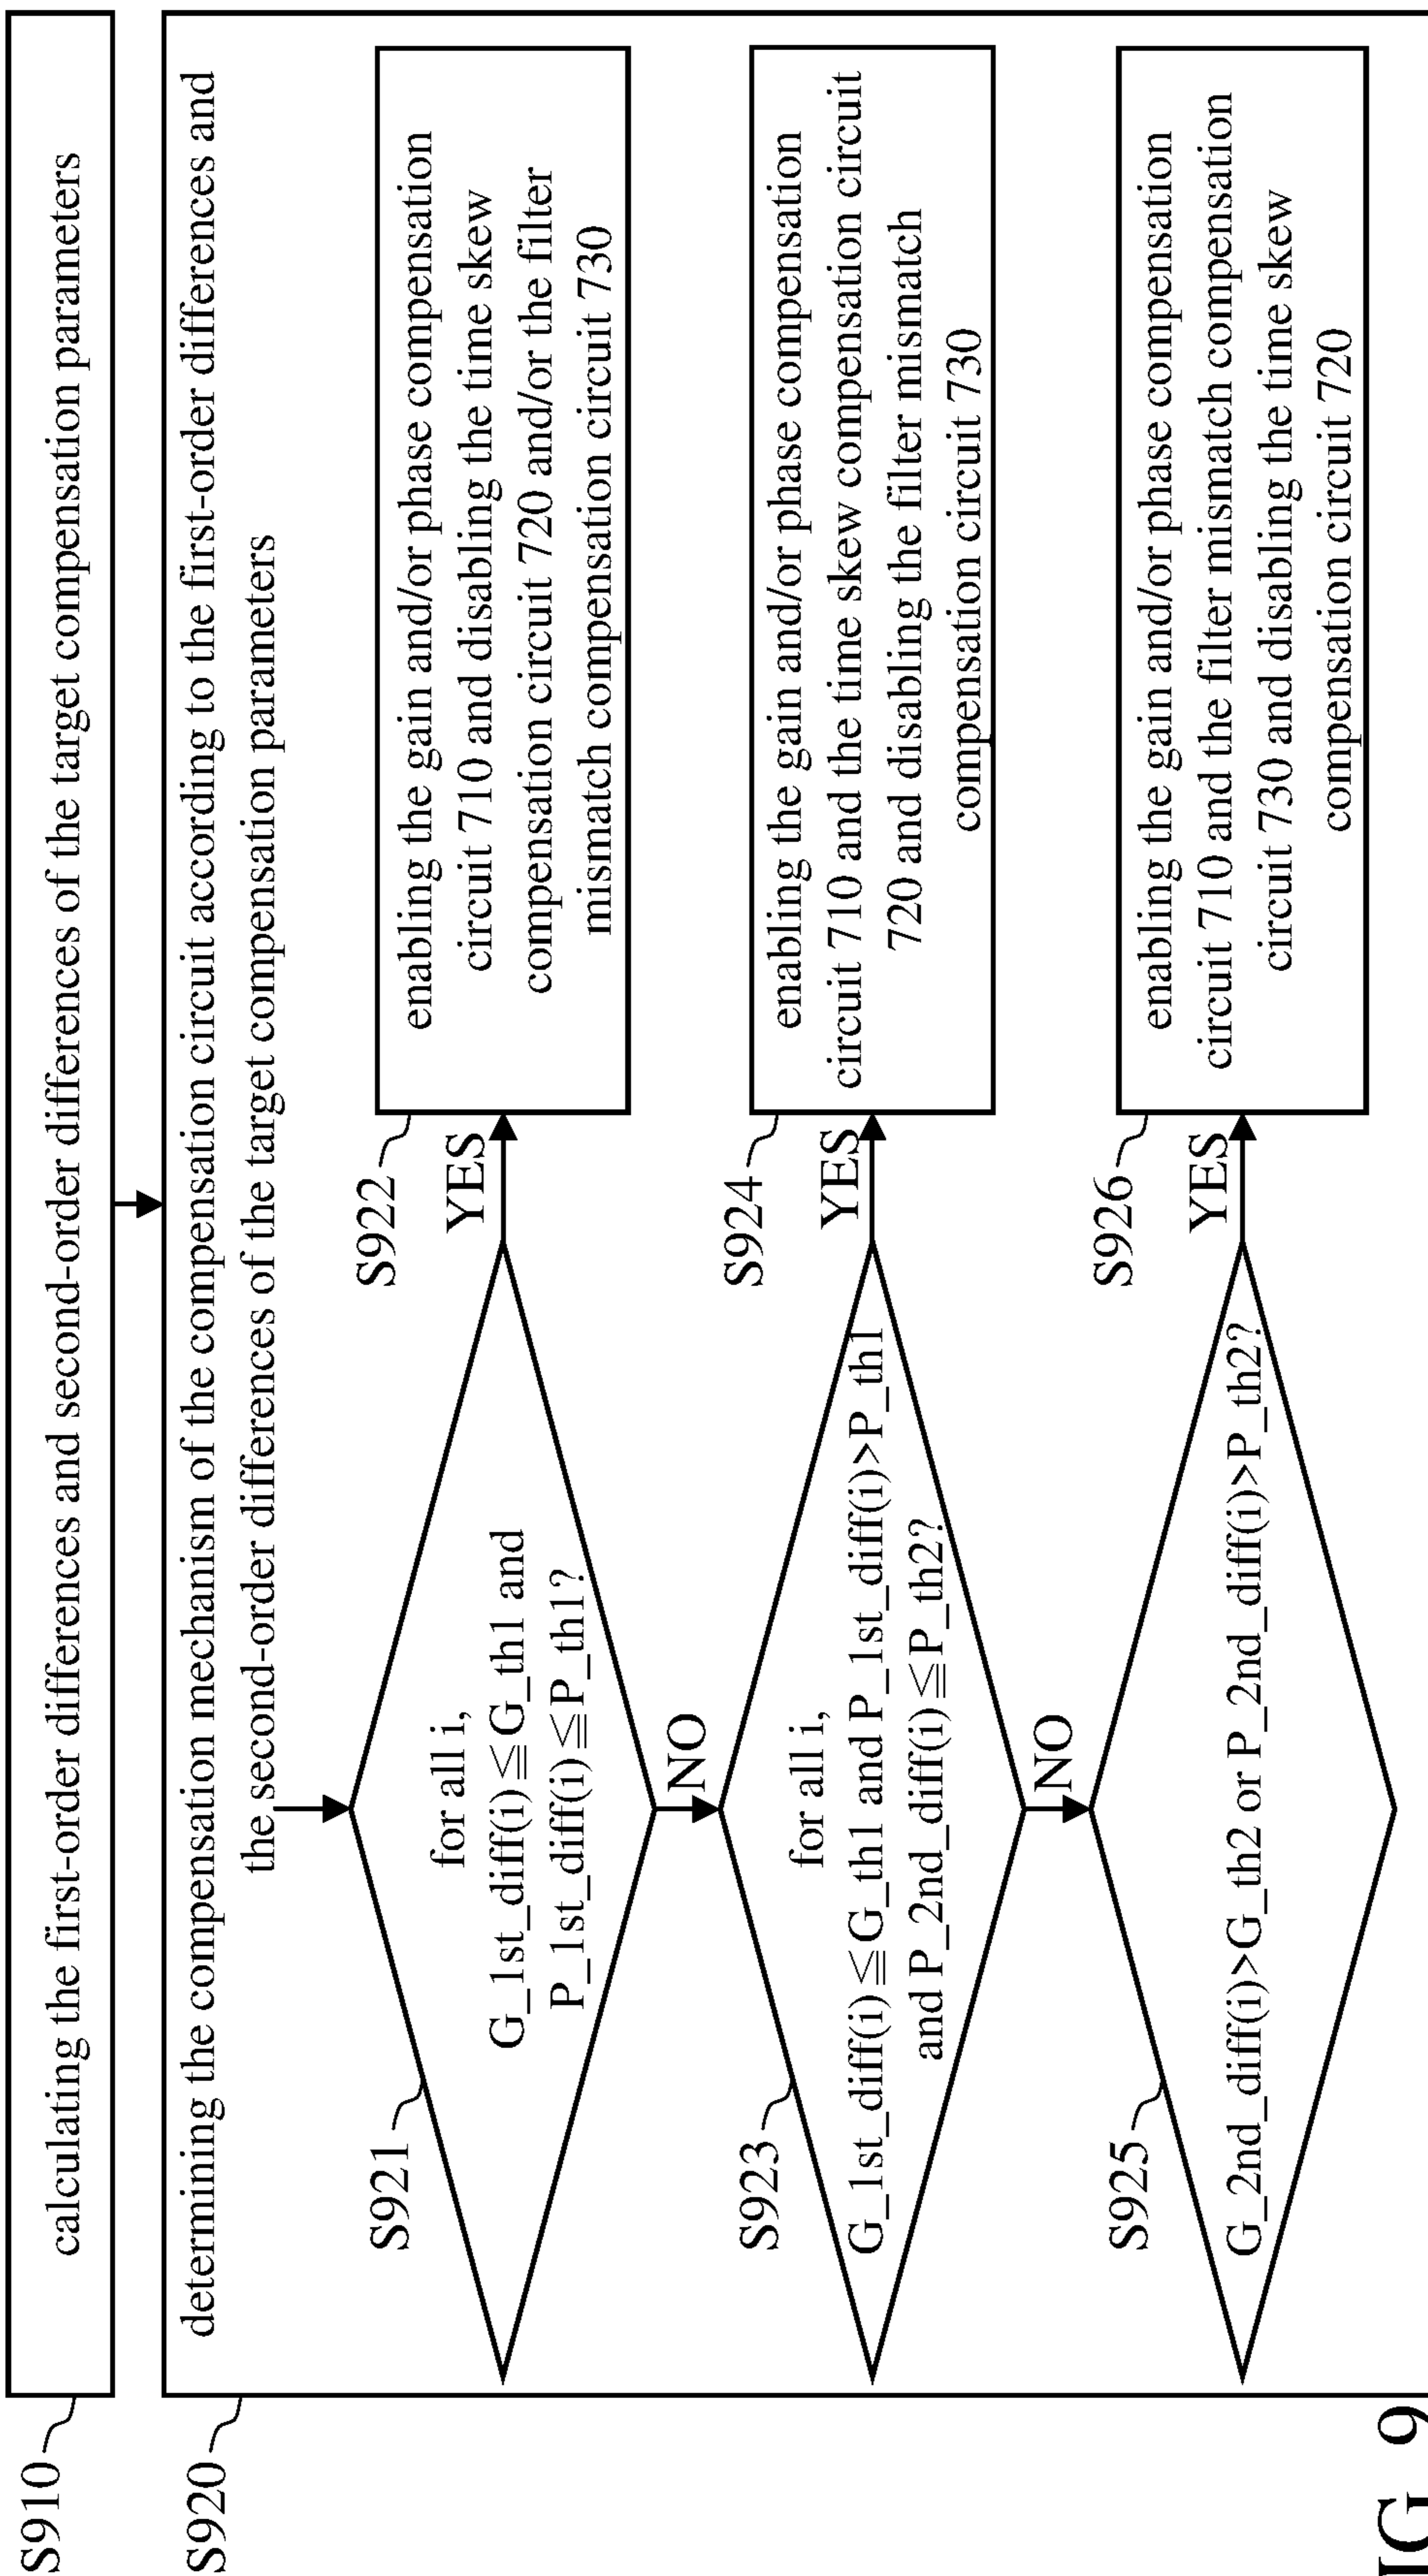 S910
calculating the first-order differences and second-order differences of the target compensation parameters
S920
determining the compensation mechanism of the compensation circuit according to the first-order differences and
the second-order differences of the target compensation parameters
S921
for all i,
G_1st_diff(i)≦G_th1 and
P_1st_diff(i)≦P_th1?
YES
S922
enabling the gain and/or phase compensation
circuit 710 and disabling the time skew
compensation circuit 720 and/or the filter
mismatch compensation circuit 730
NO
S923
for all i,
G_1st_diff(i)≦G_th1 and P_1st_diff(i)>P_th1
and P_2nd_diff(i)≦P_th2?
YES
S924
enabling the gain and/or phase compensation
circuit 710 and the time skew compensation circuit
720 and disabling the filter mismatch
compensation circuit 730
NO
S925
G_2nd_diff(i)>G_th2 or P_2nd_diff(i)>P_th2?
YES
S926
enabling the gain and/or phase compensation
circuit 710 and the filter mismatch compensation
circuit 730 and disabling the time skew
compensation circuit 720
IG. 9